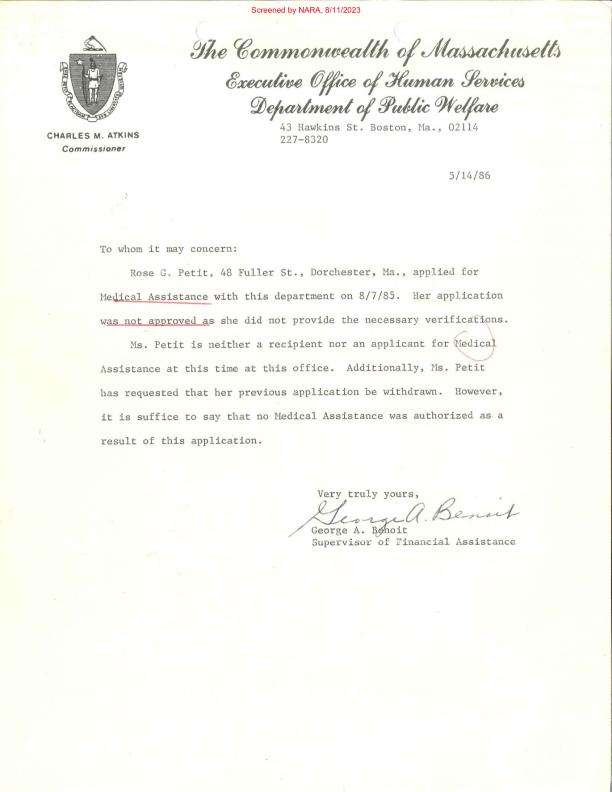 Screened by NARA, 8/11/2023
The Commonwealth of Massachusetts
Executive Office of Human Services
Department of Public Welfare
43 Hawkins St. Boston, Ma., 02114
227-8320
CHARLES M. ATKINS
Commissioner
5/14/86
To whom it may concern:
Rose G. Petit, 48 Fuller St., Dorchester, Ma., applied for
Medical Assistance with this department on 8/7/85. Her application
was not approved as she did not provide the necessary verifications.
Ms. Petit is neither a recipient nor an applicant for Medical
Assistance at this time at this office. Additionally, Ms. Petit
has requested that her previous application be withdrawn. However,
it is suffice to say that no Medical Assistance was authorized as a
result of this application.
Very truly yours,
George A. Benoit
George A. Benoit
Supervisor of Financial Assistance